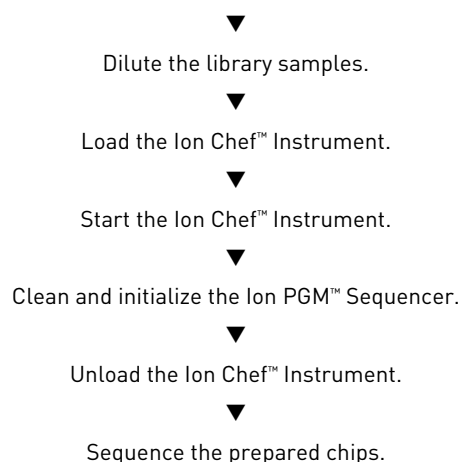 ▼
Dilute the library samples.
▼
Load the Ion Chef™ Instrument.
▼
Start the Ion Chef™ Instrument.
▼
Clean and initialize the Ion PGM™ Sequencer.
▼
Unload the Ion Chef™ Instrument.
▼
Sequence the prepared chips.